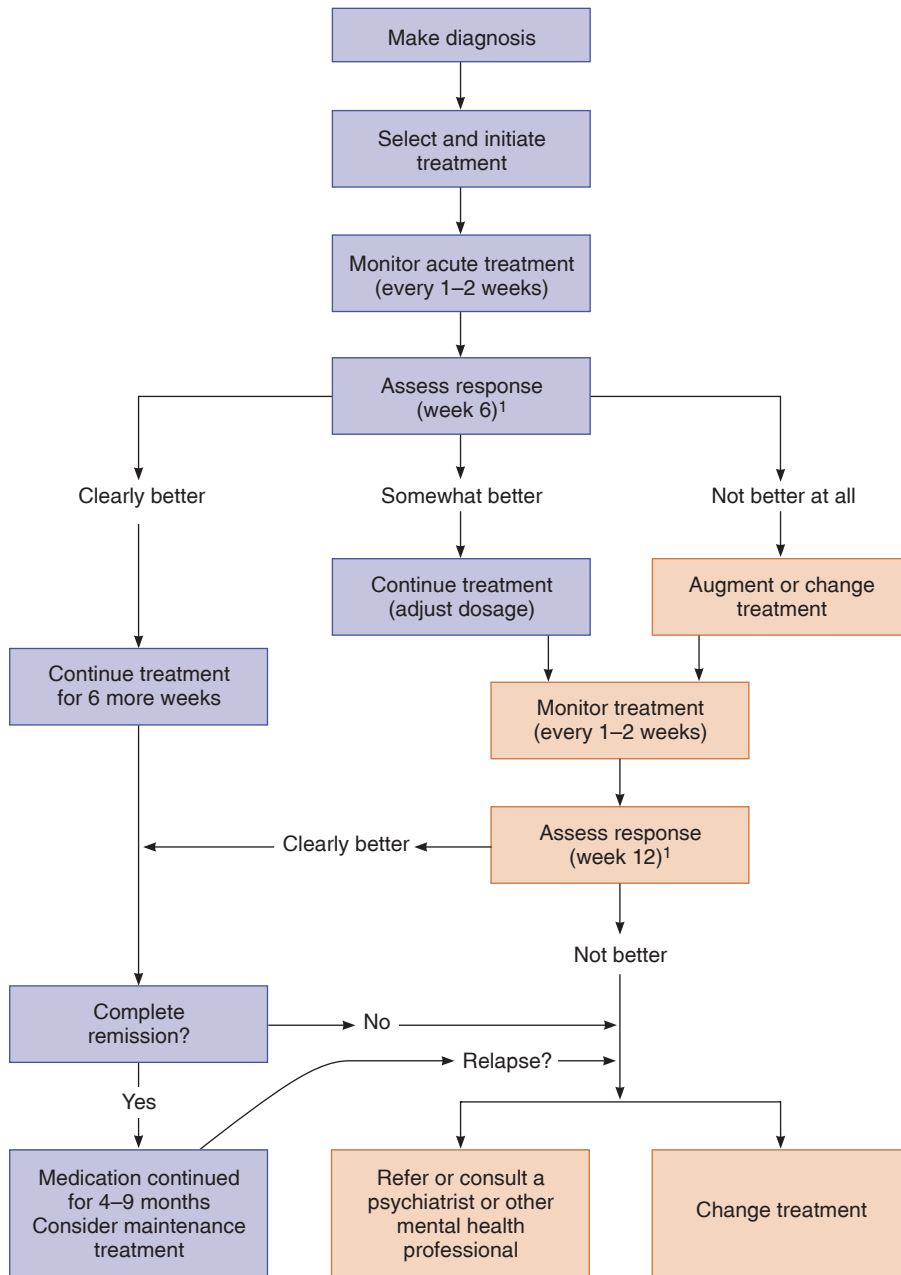 Make diagnosis
Select and initiate
treatment
Monitor acute treatment
(every 1–2 weeks)
Assess response
(week 6)¹
Clearly better
Somewhat better
Not better at all
Continue treatment
(adjust dosage)
Augment or change
treatment
Continue treatment
for 6 more weeks
Monitor treatment
(every 1–2 weeks)
Assess response
(week 12)¹
Clearly better
Not better
Complete
remission?
No
Relapse?
Yes
Medication continued
for 4–9 months
Consider maintenance
treatment
Refer or consult a
psychiatrist or other
mental health
professional
Change treatment